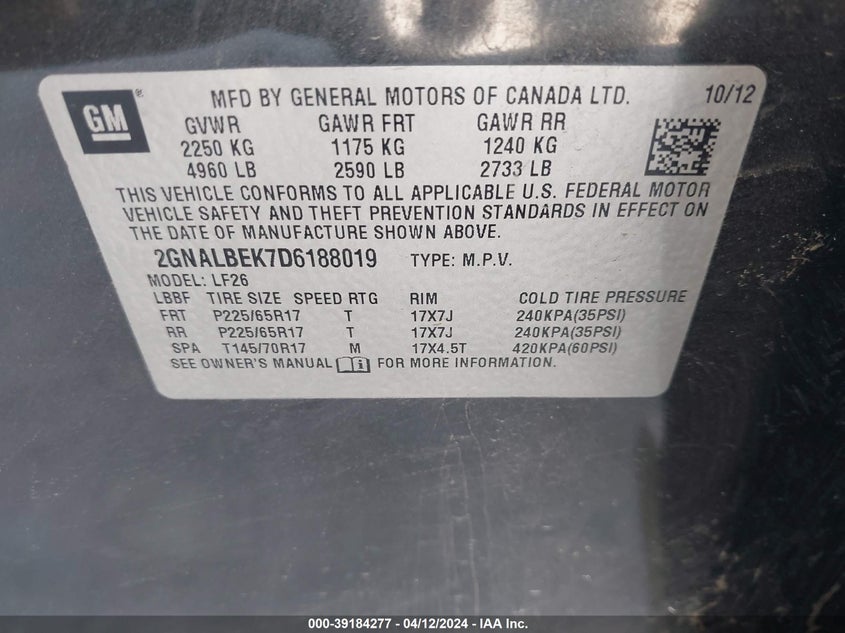 GM®
MFD BY GENERAL MOTORS OF CANADA LTD. 10/12
GVWR GAWR FRT GAWR RR
2250 KG 1175 KG 1240 KG
4960 LB 2590 LB 2733 LB
THIS VEHICLE CONFORMS TO ALL APPLICABLE U.S. FEDERAL MOTOR
VEHICLE SAFETY AND THEFT PREVENTION STANDARDS IN EFFECT ON
THE DATE OF MANUFACTURE SHOWN ABOVE.
2GNALBEK7D6188019 TYPE: M.P.V.
MODEL: LF26
LBBF TIRE SIZE SPEED RTG RIM COLD TIRE PRESSURE
FRT P225/65R17 T 17X7J 240KPA(35PSI)
RR P225/65R17 T 17X7J 240KPA(35PSI)
SPA T145/70R17 M 17X4.5T 420KPA(60PSI)
SEE OWNER'S MANUAL FOR MORE INFORMATION.
000-39184277 - 04/12/2024 - IAA Inc.